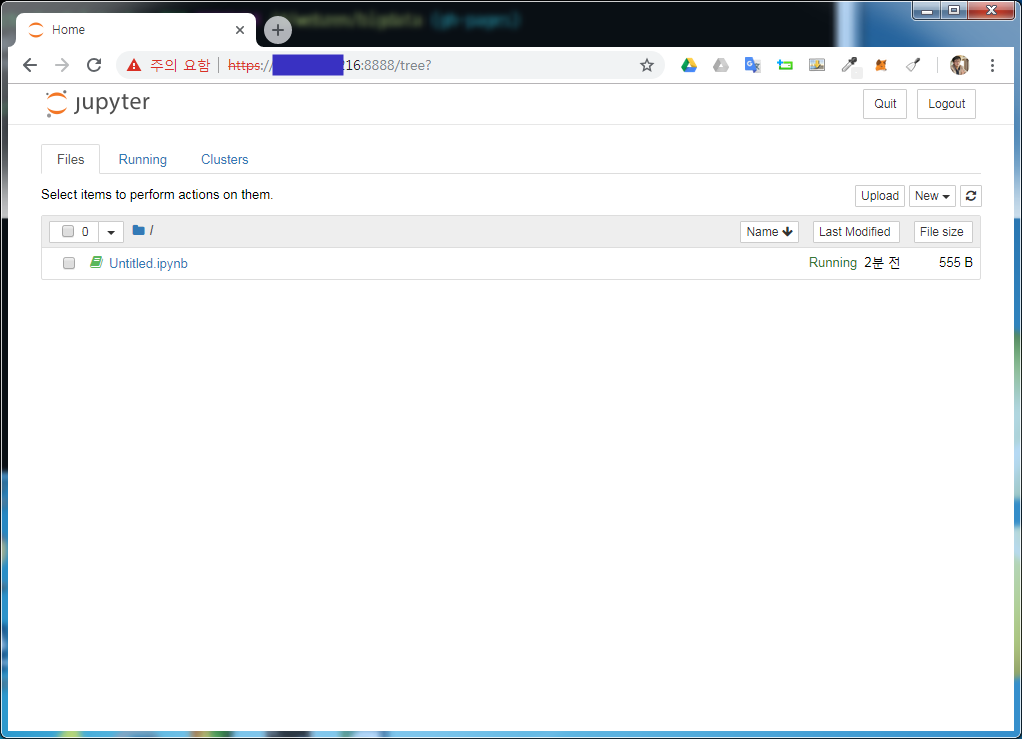 Home
주의 요함 https:// 16:8888/tree?
jupyter Quit Logout
Files Running Clusters
Select items to perform actions on them. Upload New
0 / Name Last Modified File size
Untitled.ipynb Running 2분 전 555 B